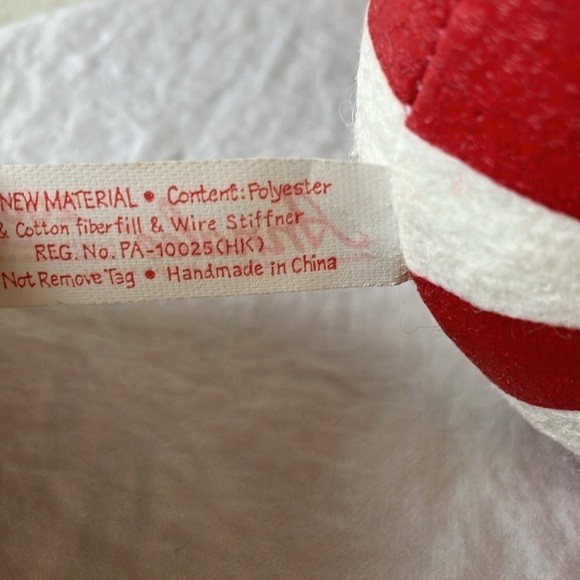 NEW MATERIAL • Content: Polyester
& Cotton fiberfill & Wire Stiffner
REG. No. PA-10025(HK)
Not Remove Tag • Handmade in China